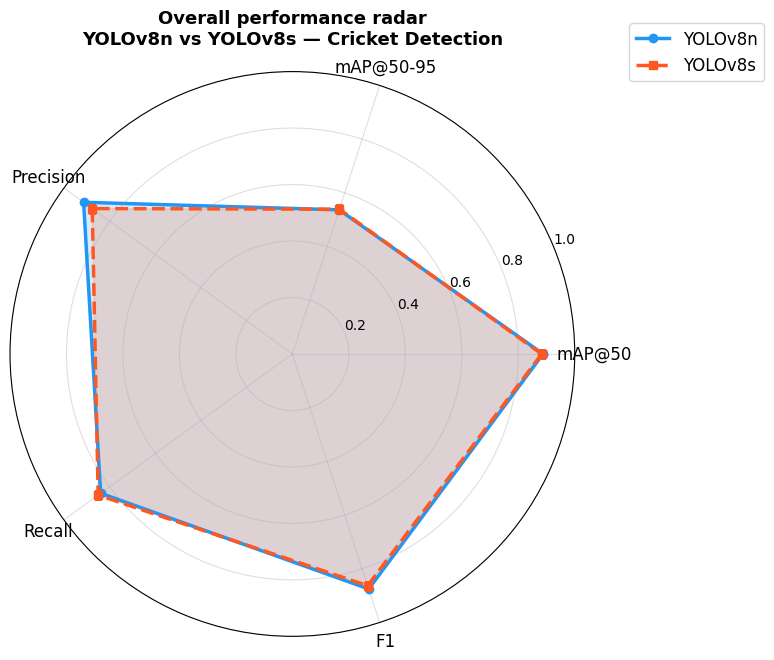 Overall performance radar
YOLOv8n vs YOLOv8s — Cricket Detection
YOLOv8n
YOLOv8s
mAP@50-95
Precision
1.0
0.8
0.6
0.4
0.2
mAP@50
Recall
F1